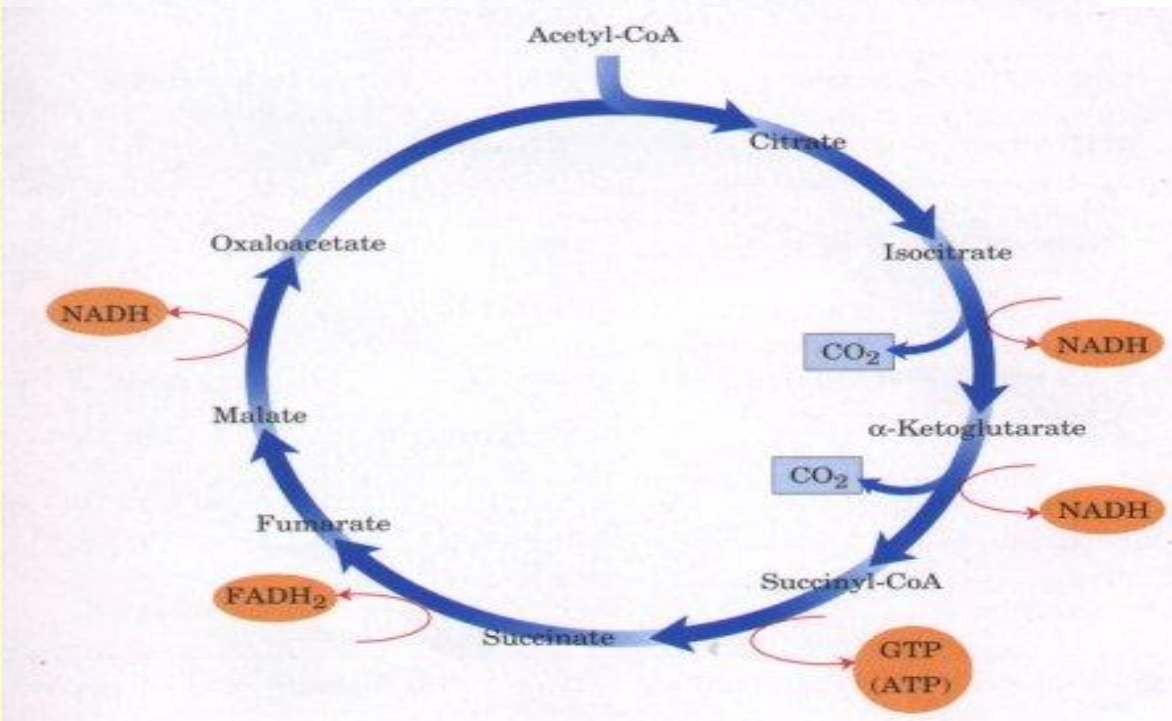 Acetyl-CoA
Citrate
Oxaloacetate
Isocitrate
NADH
CO₂
NADH
Malate
α-Ketoglutarate
CO₂
NADH
Fumarate
Succinyl-CoA
FADH₂
Succinate
GTP
(ATP)